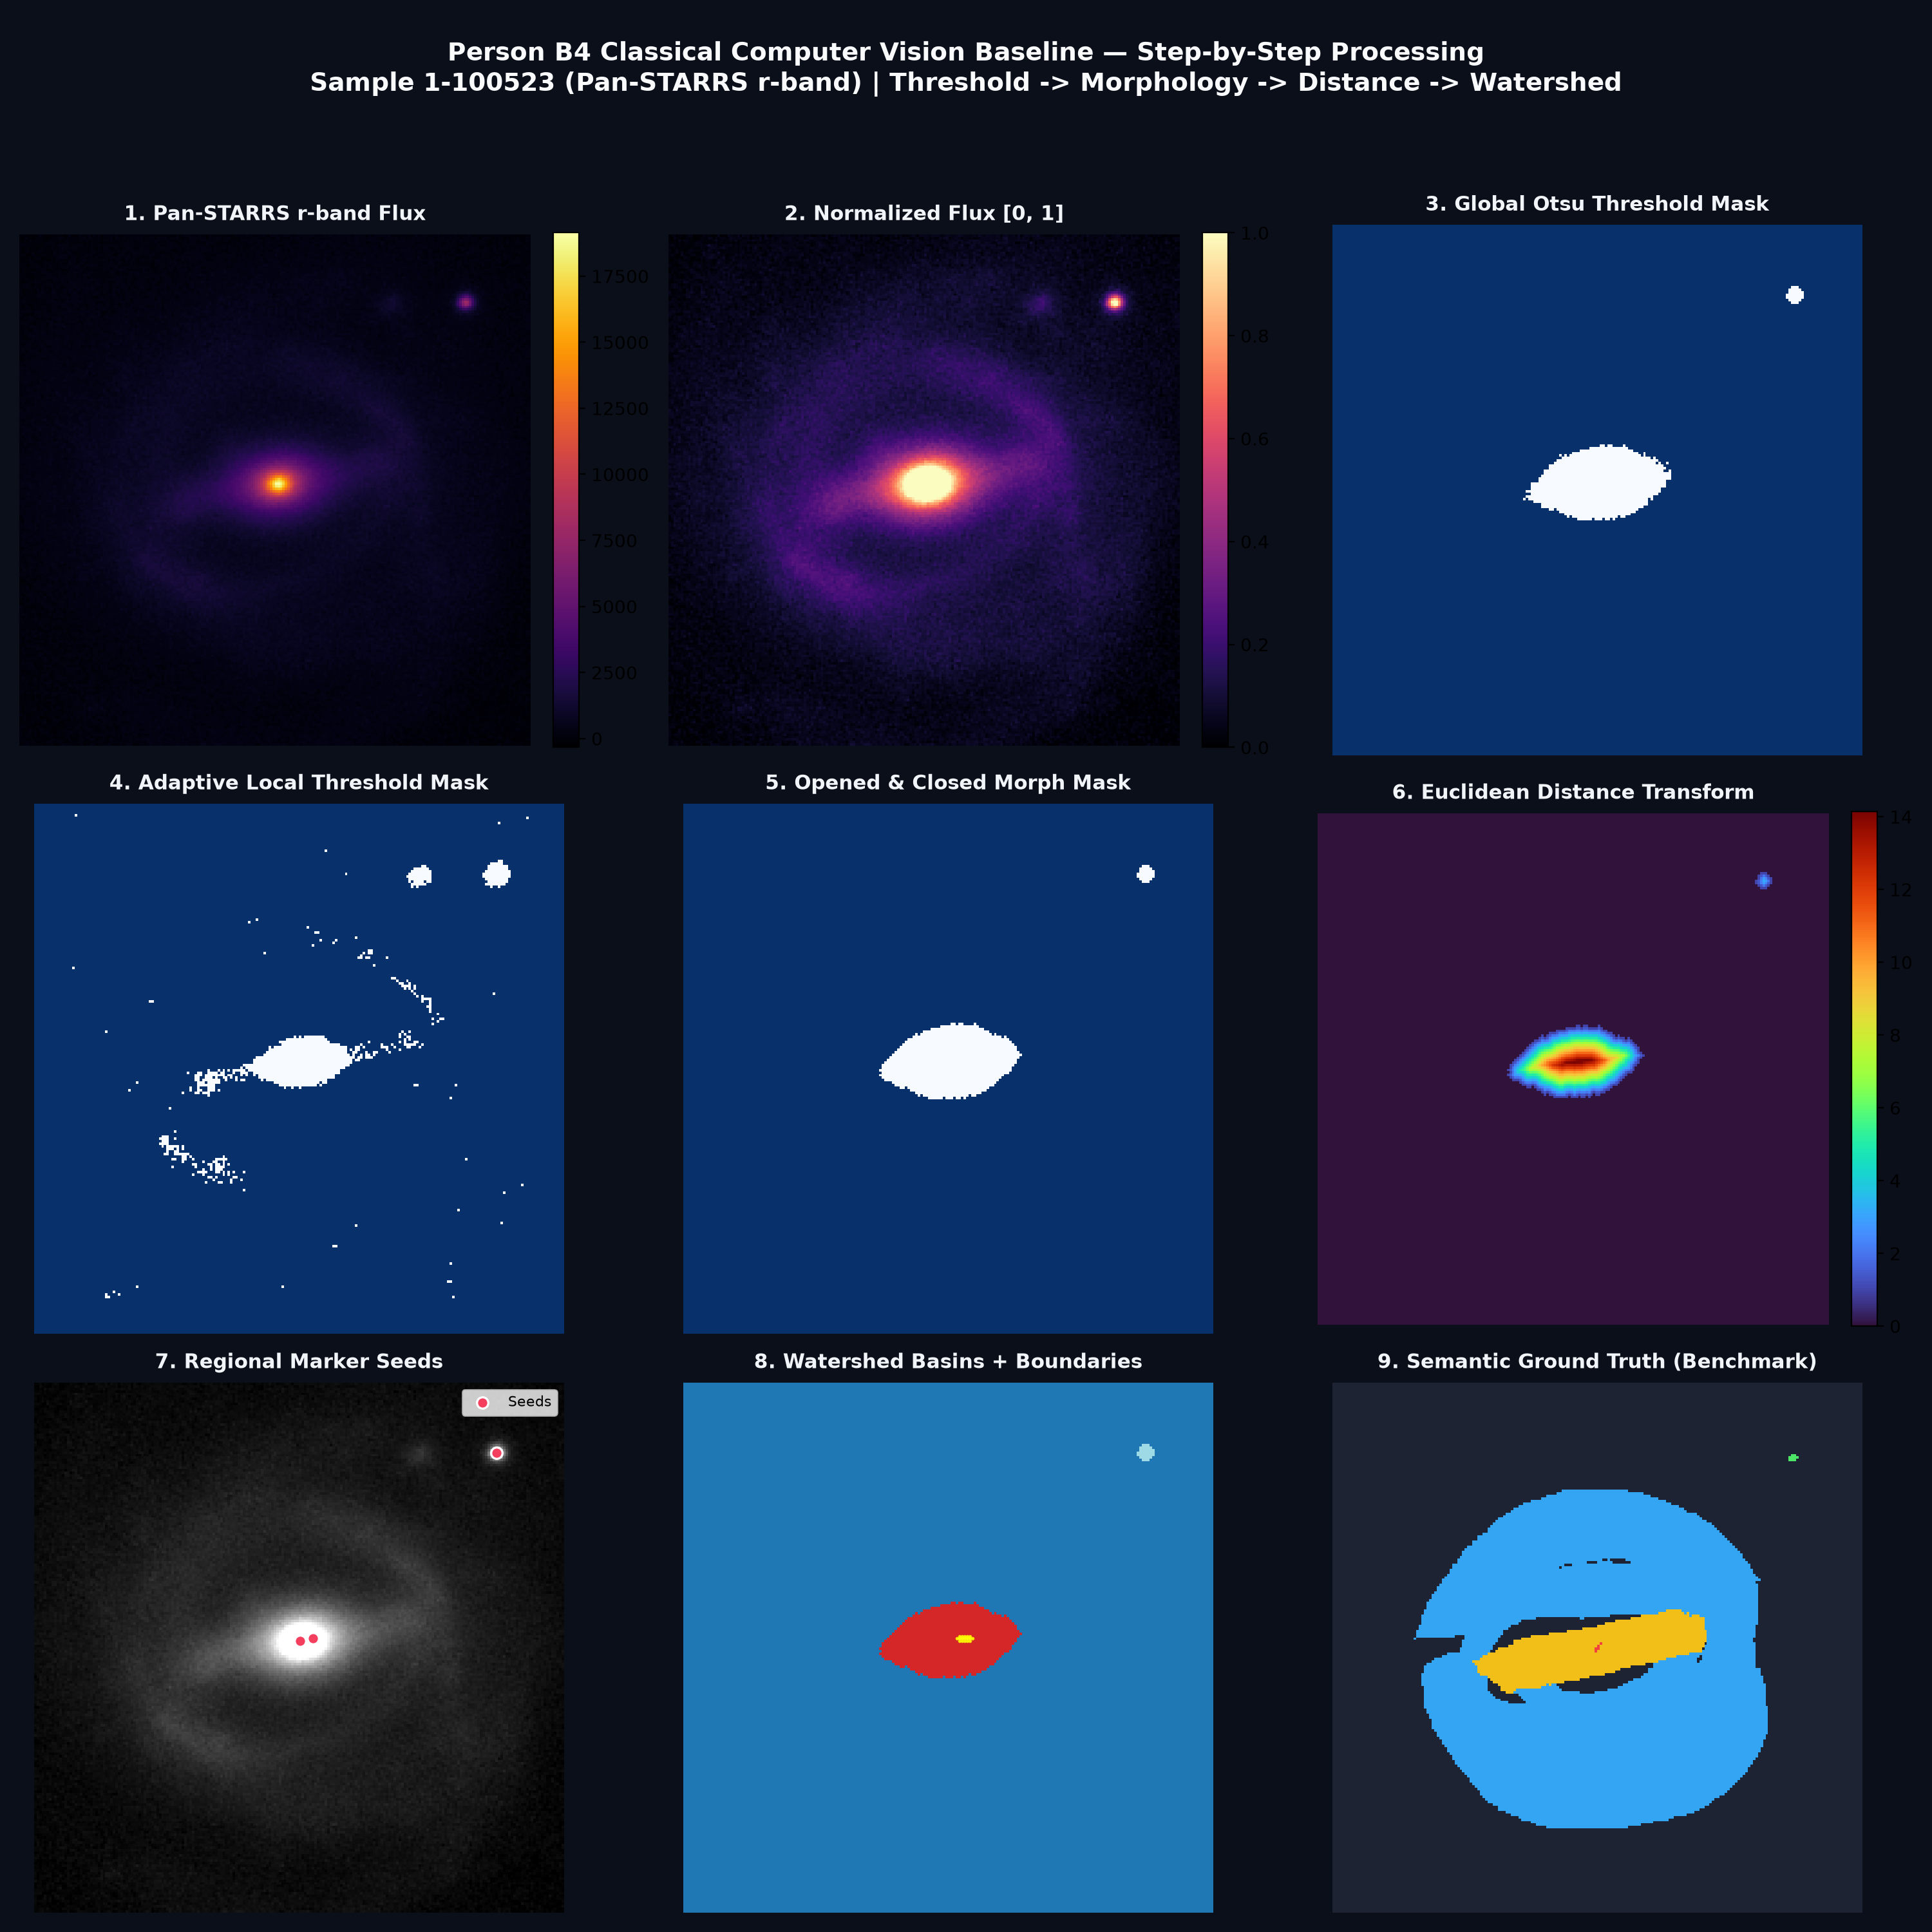 Person B4 Classical Computer Vision Baseline — Step-by-Step Processing
Sample 1-100523 (Pan-STARRS r-band) | Threshold -> Morphology -> Distance -> Watershed
1. Pan-STARRS r-band Flux
17500
15000
12500
10000
7500
5000
2500
0
2. Normalized Flux [0, 1]
1.0
0.8
0.6
0.4
0.2
0.0
3. Global Otsu Threshold Mask
4. Adaptive Local Threshold Mask
5. Opened & Closed Morph Mask
6. Euclidean Distance Transform
14
12
10
8
6
4
2
0
7. Regional Marker Seeds
Seeds
8. Watershed Basins + Boundaries
9. Semantic Ground Truth (Benchmark)